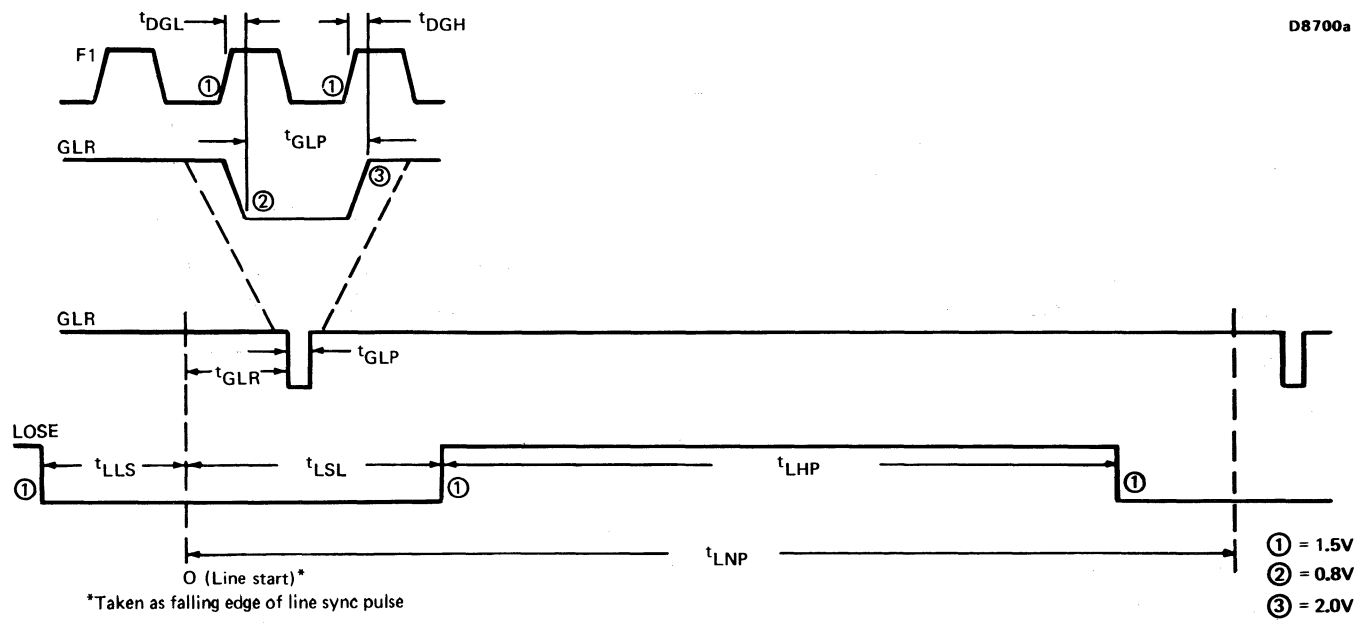 D8700a
tDGL
tDGH
F1
①
①
tGLP
GLR
②
③
GLR
tGLP
tGLR
LOSE
tLLS
tLSL
tLHP
①
①
①
tLNP
① = 1.5V
② = 0.8V
③ = 2.0V
O (Line start)*
*Taken as falling edge of line sync pulse